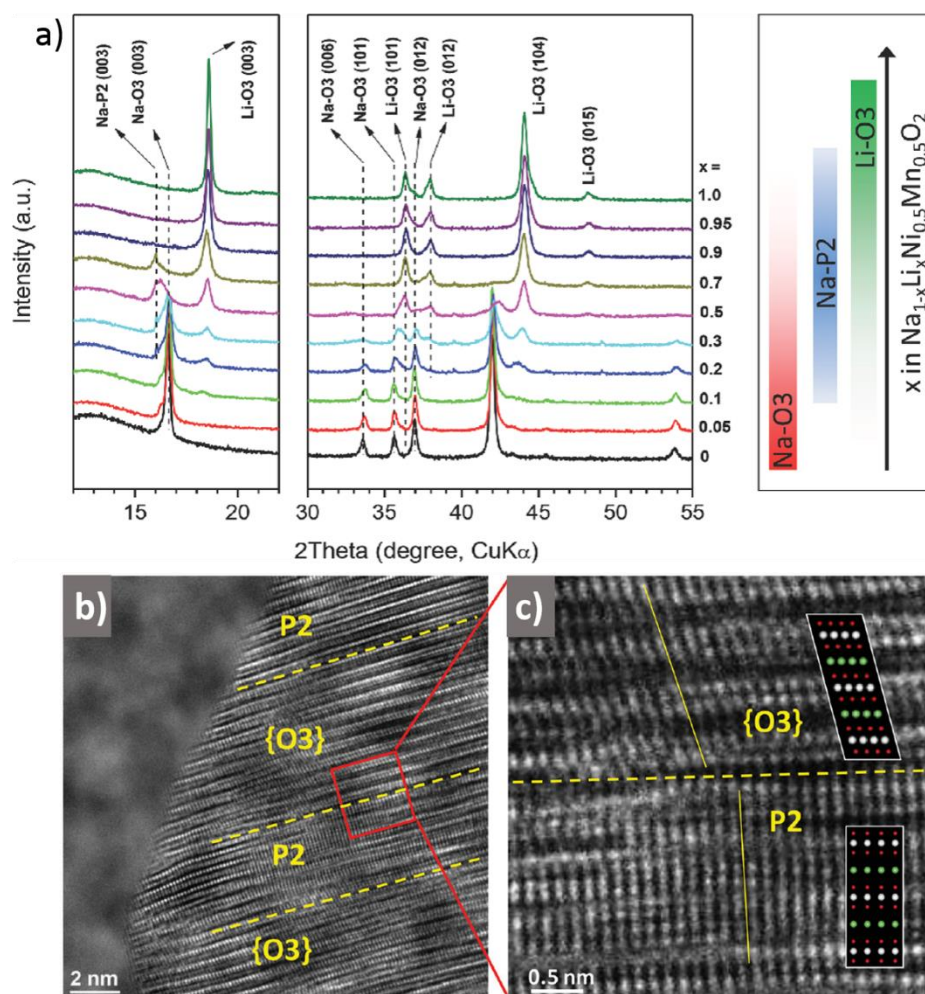 a)
Intensity (a.u.)
Na-P2 (003)
Na-O3 (003)
Li-O3 (003)
Na-O3 (006)
Na-O3 (101)
Li-O3 (101)
Na-O3 (012)
Li-O3 (012)
Li-O3 (104)
Li-O3 (015)
x =
1.0
0.95
0.9
0.7
0.5
0.3
0.2
0.1
0.05
0
15 20
30 35 40 45 50 55
2Theta (degree, CuKα)
Na-O3
Na-P2
Li-O3
x in Na1-xLixNi0.5Mn0.5O2
b)
P2
{O3}
P2
{O3}
2 nm
c)
{O3}
P2
0.5 nm